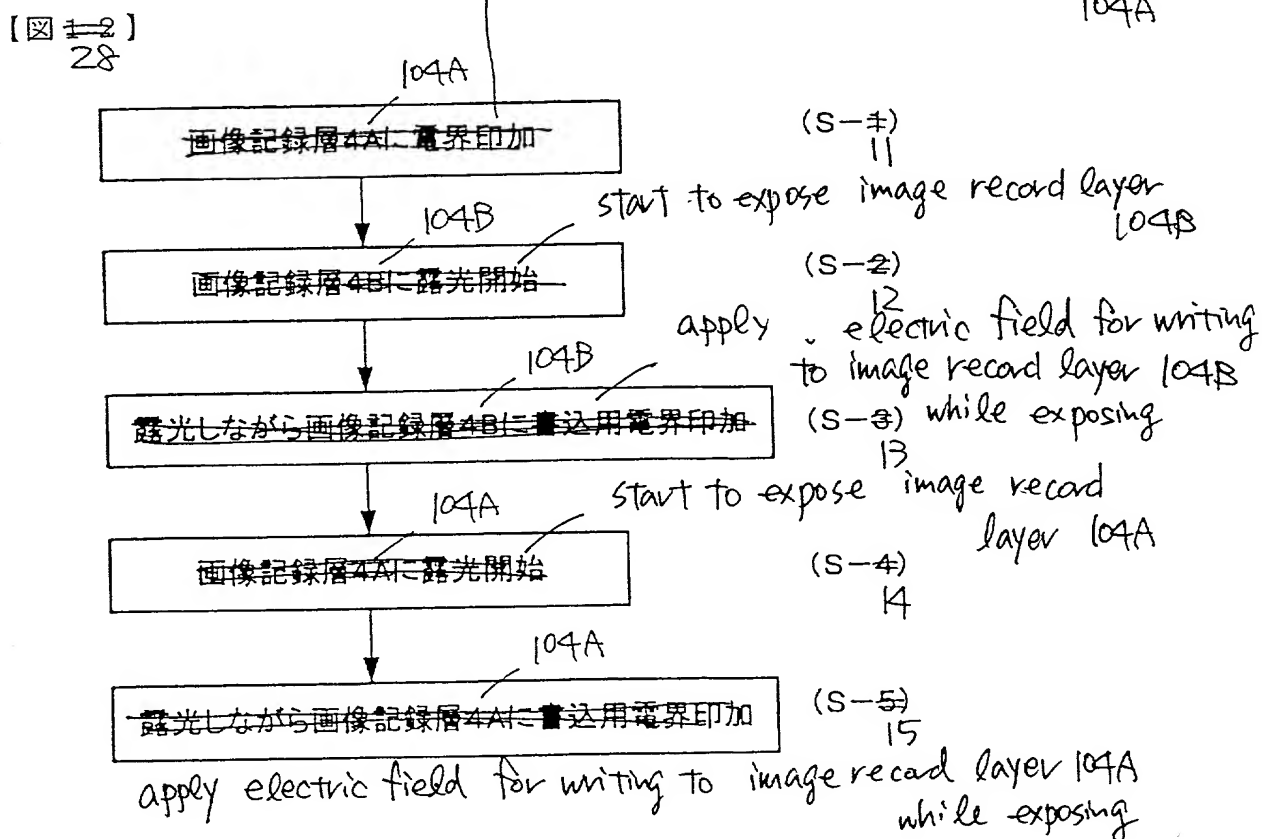 104A
【図 12】
28
104A
画像記録層4Aに電界印加
(S-1)
11
start to expose image record layer
104B
104B
画像記録層4Bに露光開始
(S-2)
12
apply electric field for writing
to image record layer 104B
while exposing
104B
露光しながら画像記録層4Bに書込用電界印加
(S-3)
13
start to expose image record
layer 104A
104A
画像記録層4Aに露光開始
(S-4)
14
104A
露光しながら画像記録層4Aに書込用電界印加
(S-5)
15
apply electric field for writing to image record layer 104A
while exposing